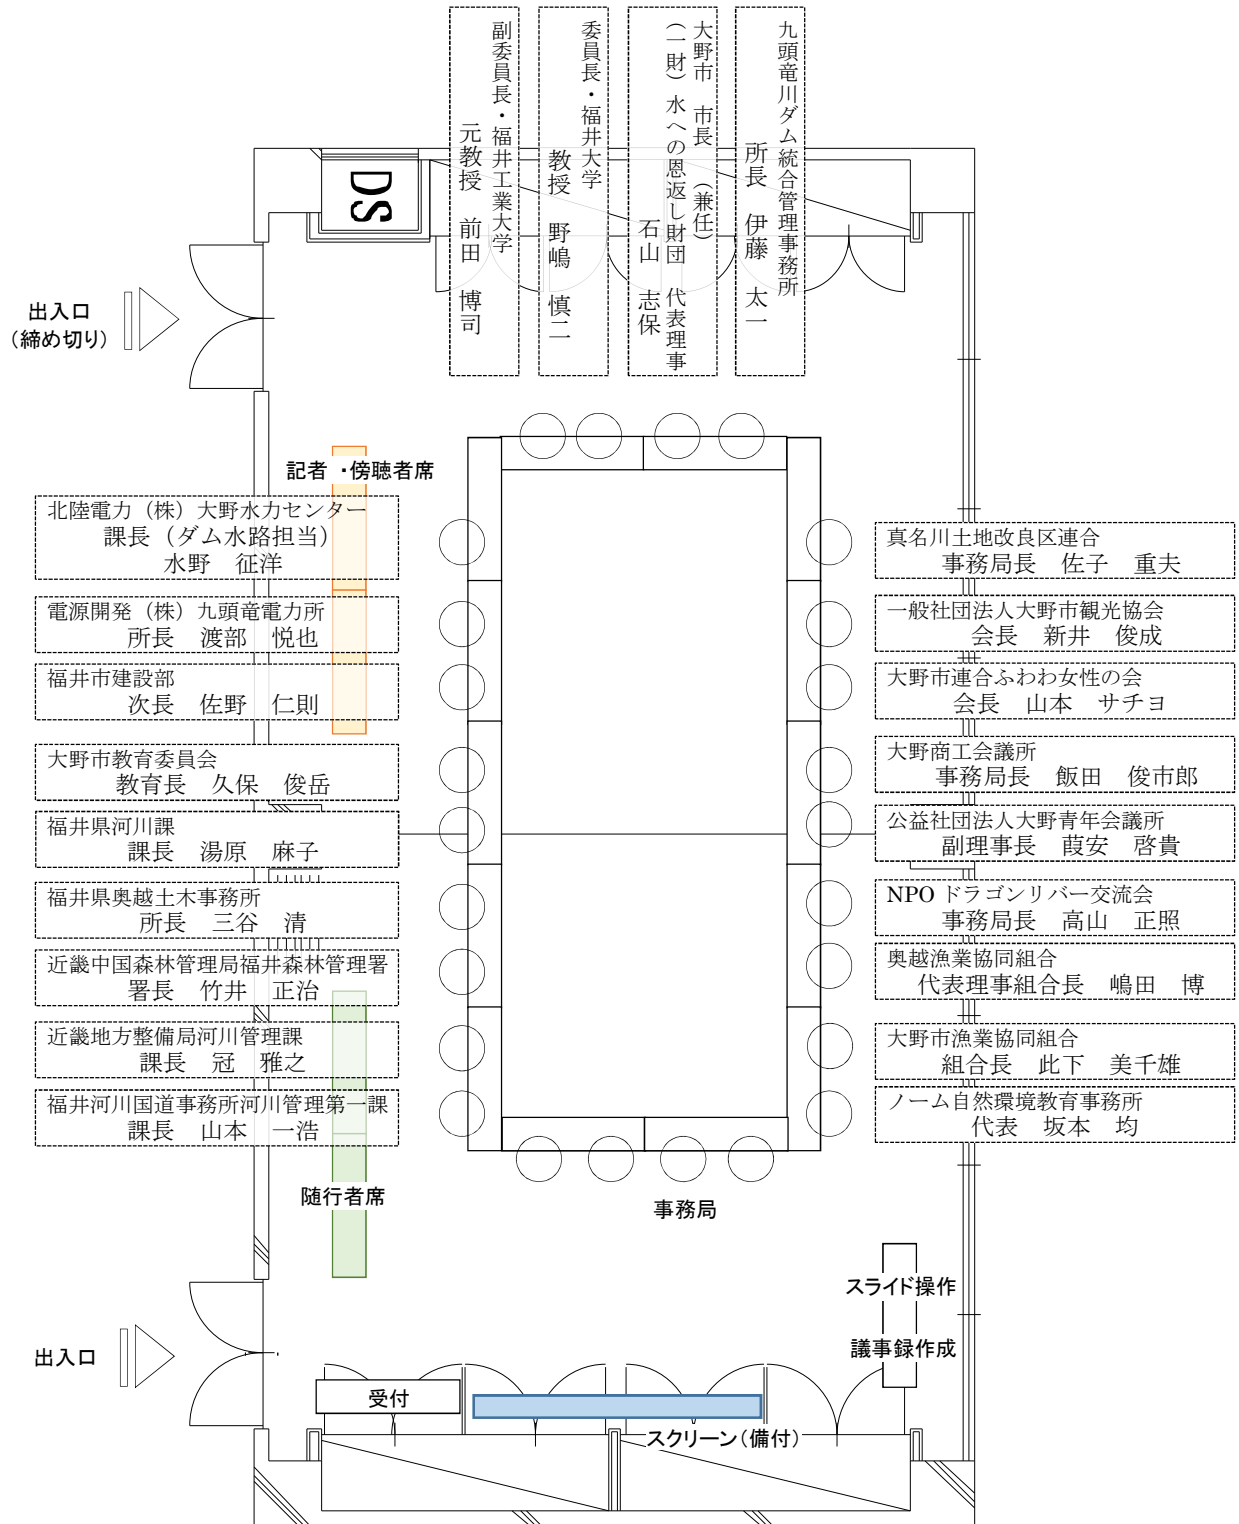 九頭竜川ダム統合管理事務所
所長　伊藤　太一
大野市　市長　（兼任）
（一財）水への恩返し財団　代表理事
石山　志保
委員長・福井大学
教授　野嶋　慎二
副委員長・福井工業大学
元教授　前田　博司
DS
出入口
（締め切り）
記者・傍聴者席
北陸電力（株）大野水力センター
課長（ダム水路担当）
水野　征洋
電源開発（株）九頭竜電力所
所長　渡部　悦也
福井市建設部
次長　佐野　仁則
大野市教育委員会
教育長　久保　俊岳
福井県河川課
課長　湯原　麻子
福井県奥越土木事務所
所長　三谷　清
近畿中国森林管理局福井森林管理署
署長　竹井　正治
近畿地方整備局河川管理課
課長　冠　雅之
福井河川国道事務所河川管理第一課
課長　山本　一浩
随行者席
真名川土地改良区連合
事務局長　佐子　重夫
一般社団法人大野市観光協会
会長　新井　俊成
大野市連合ふわわ女性の会
会長　山本　サチヨ
大野商工会議所
事務局長　飯田　俊市郎
公益社団法人大野青年会議所
副理事長　葭安　啓貴
NPO ドラゴンリバー交流会
事務局長　高山　正照
奥越漁業協同組合
代表理事組合長　嶋田　博
大野市漁業協同組合
組合長　此下　美千雄
ノーム自然環境教育事務所
代表　坂本　均
事務局
スライド操作
議事録作成
出入口
受付
スクリーン（備付）